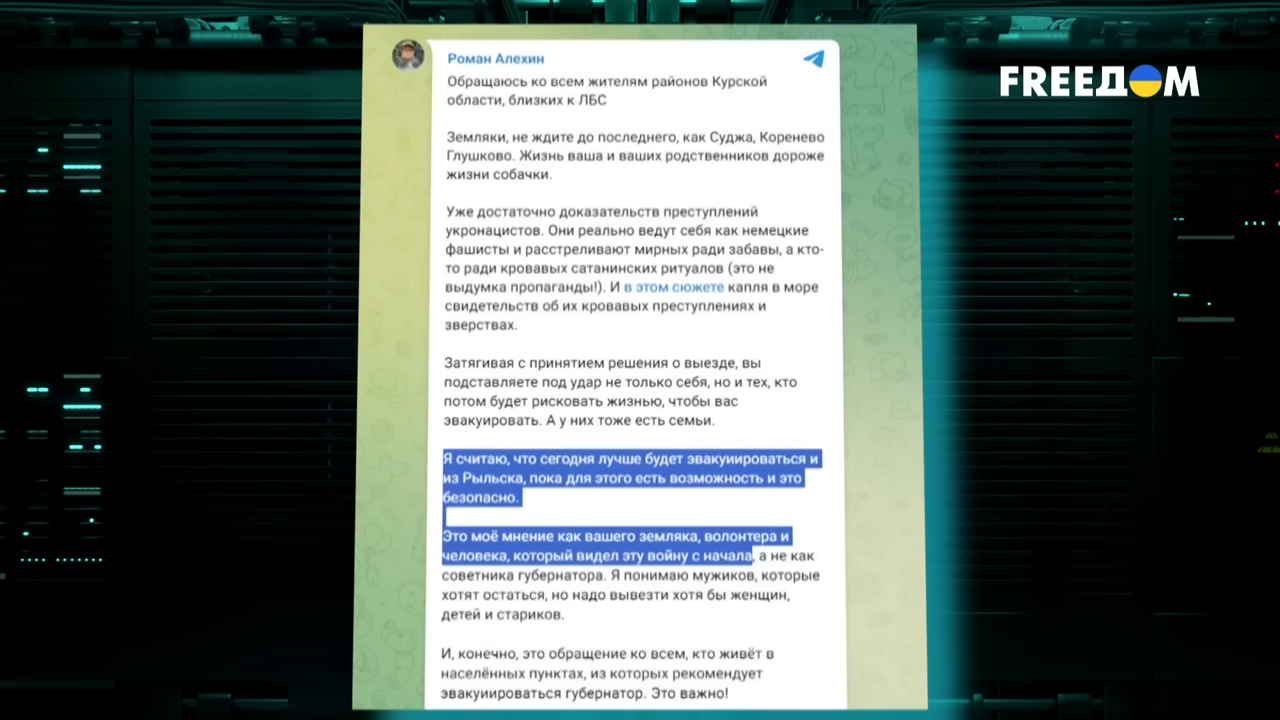 Роман Алехин
FREEДОМ
Обращаюсь ко всем жителям районов Курской
области, близких к ЛБС
Земляки, не ждите до последнего, как Суджа, Коренево
Глушково. Жизнь ваша и ваших родственников дороже
жизни собачки.
Уже достаточно доказательств преступлений
укронацистов. Они реально ведут себя как немецкие
фашисты и расстреливают мирных ради забавы, а кто-
то ради кровавых сатанинских ритуалов (это не
выдумка пропаганды!). И в этом сюжете капля в море
свидетельств об их кровавых преступлениях и
зверствах.
Затягивая с принятием решения о выезде, вы
подставляете под удар не только себя, но и тех, кто
потом будет рисковать жизнью, чтобы вас
эвакуировать. А у них тоже есть семьи.
Я считаю, что сегодня лучше будет эвакуиироваться и
из Рыльска, пока для этого есть возможность и это
безопасно.
Это моё мнение как вашего земляка, волонтера и
человека, который видел эту войну с начала, а не как
советника губернатора. Я понимаю мужиков, которые
хотят остаться, но надо вывезти хотя бы женщин,
детей и стариков.
И, конечно, это обращение ко всем, кто живёт в
населённых пунктах, из которых рекомендует
эвакуиироваться губернатор. Это важно!